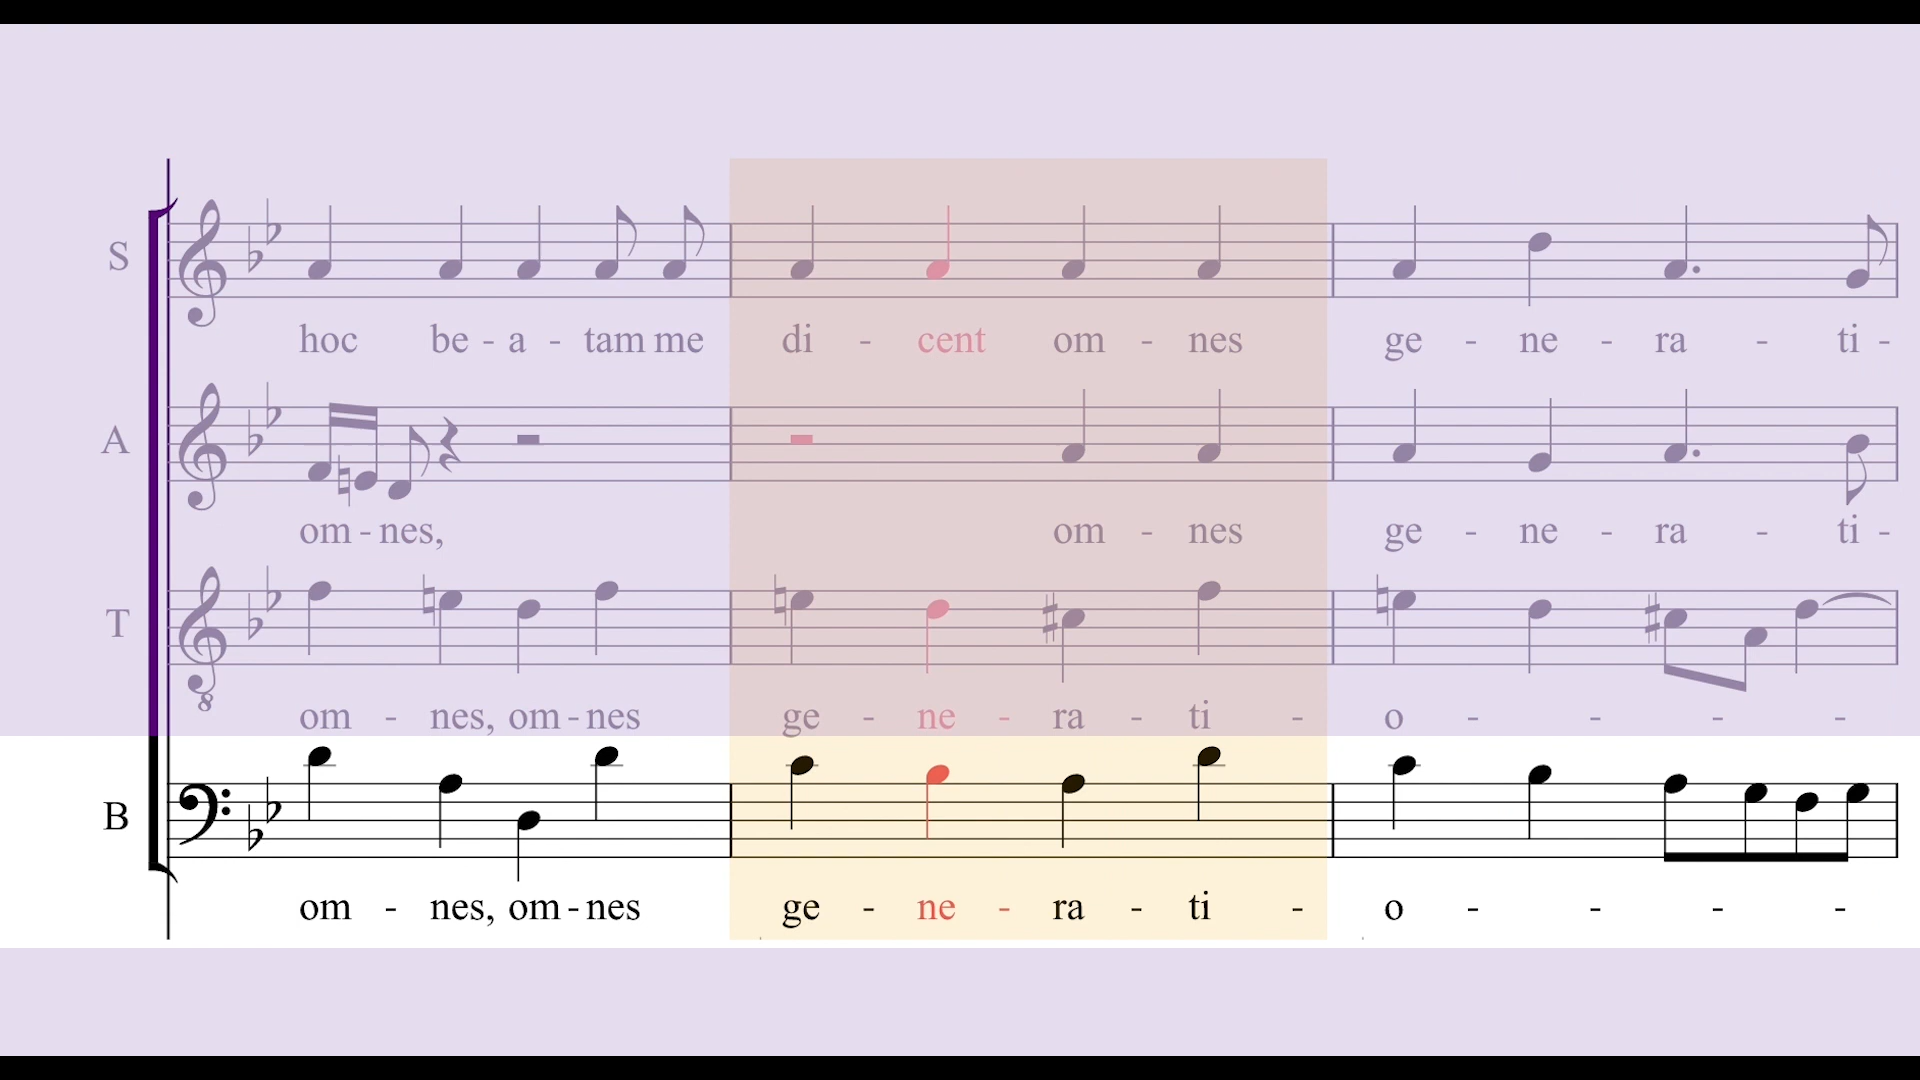 S
hoc be - a - tam me di - cent om - nes ge - ne - ra - ti -
A
om - nes, om - nes ge - ne - ra - ti -
T
8
om - nes, om - nes ge - ne - ra - ti - o - - - -
B
om - nes, om - nes ge - ne - ra - ti - o - - - -